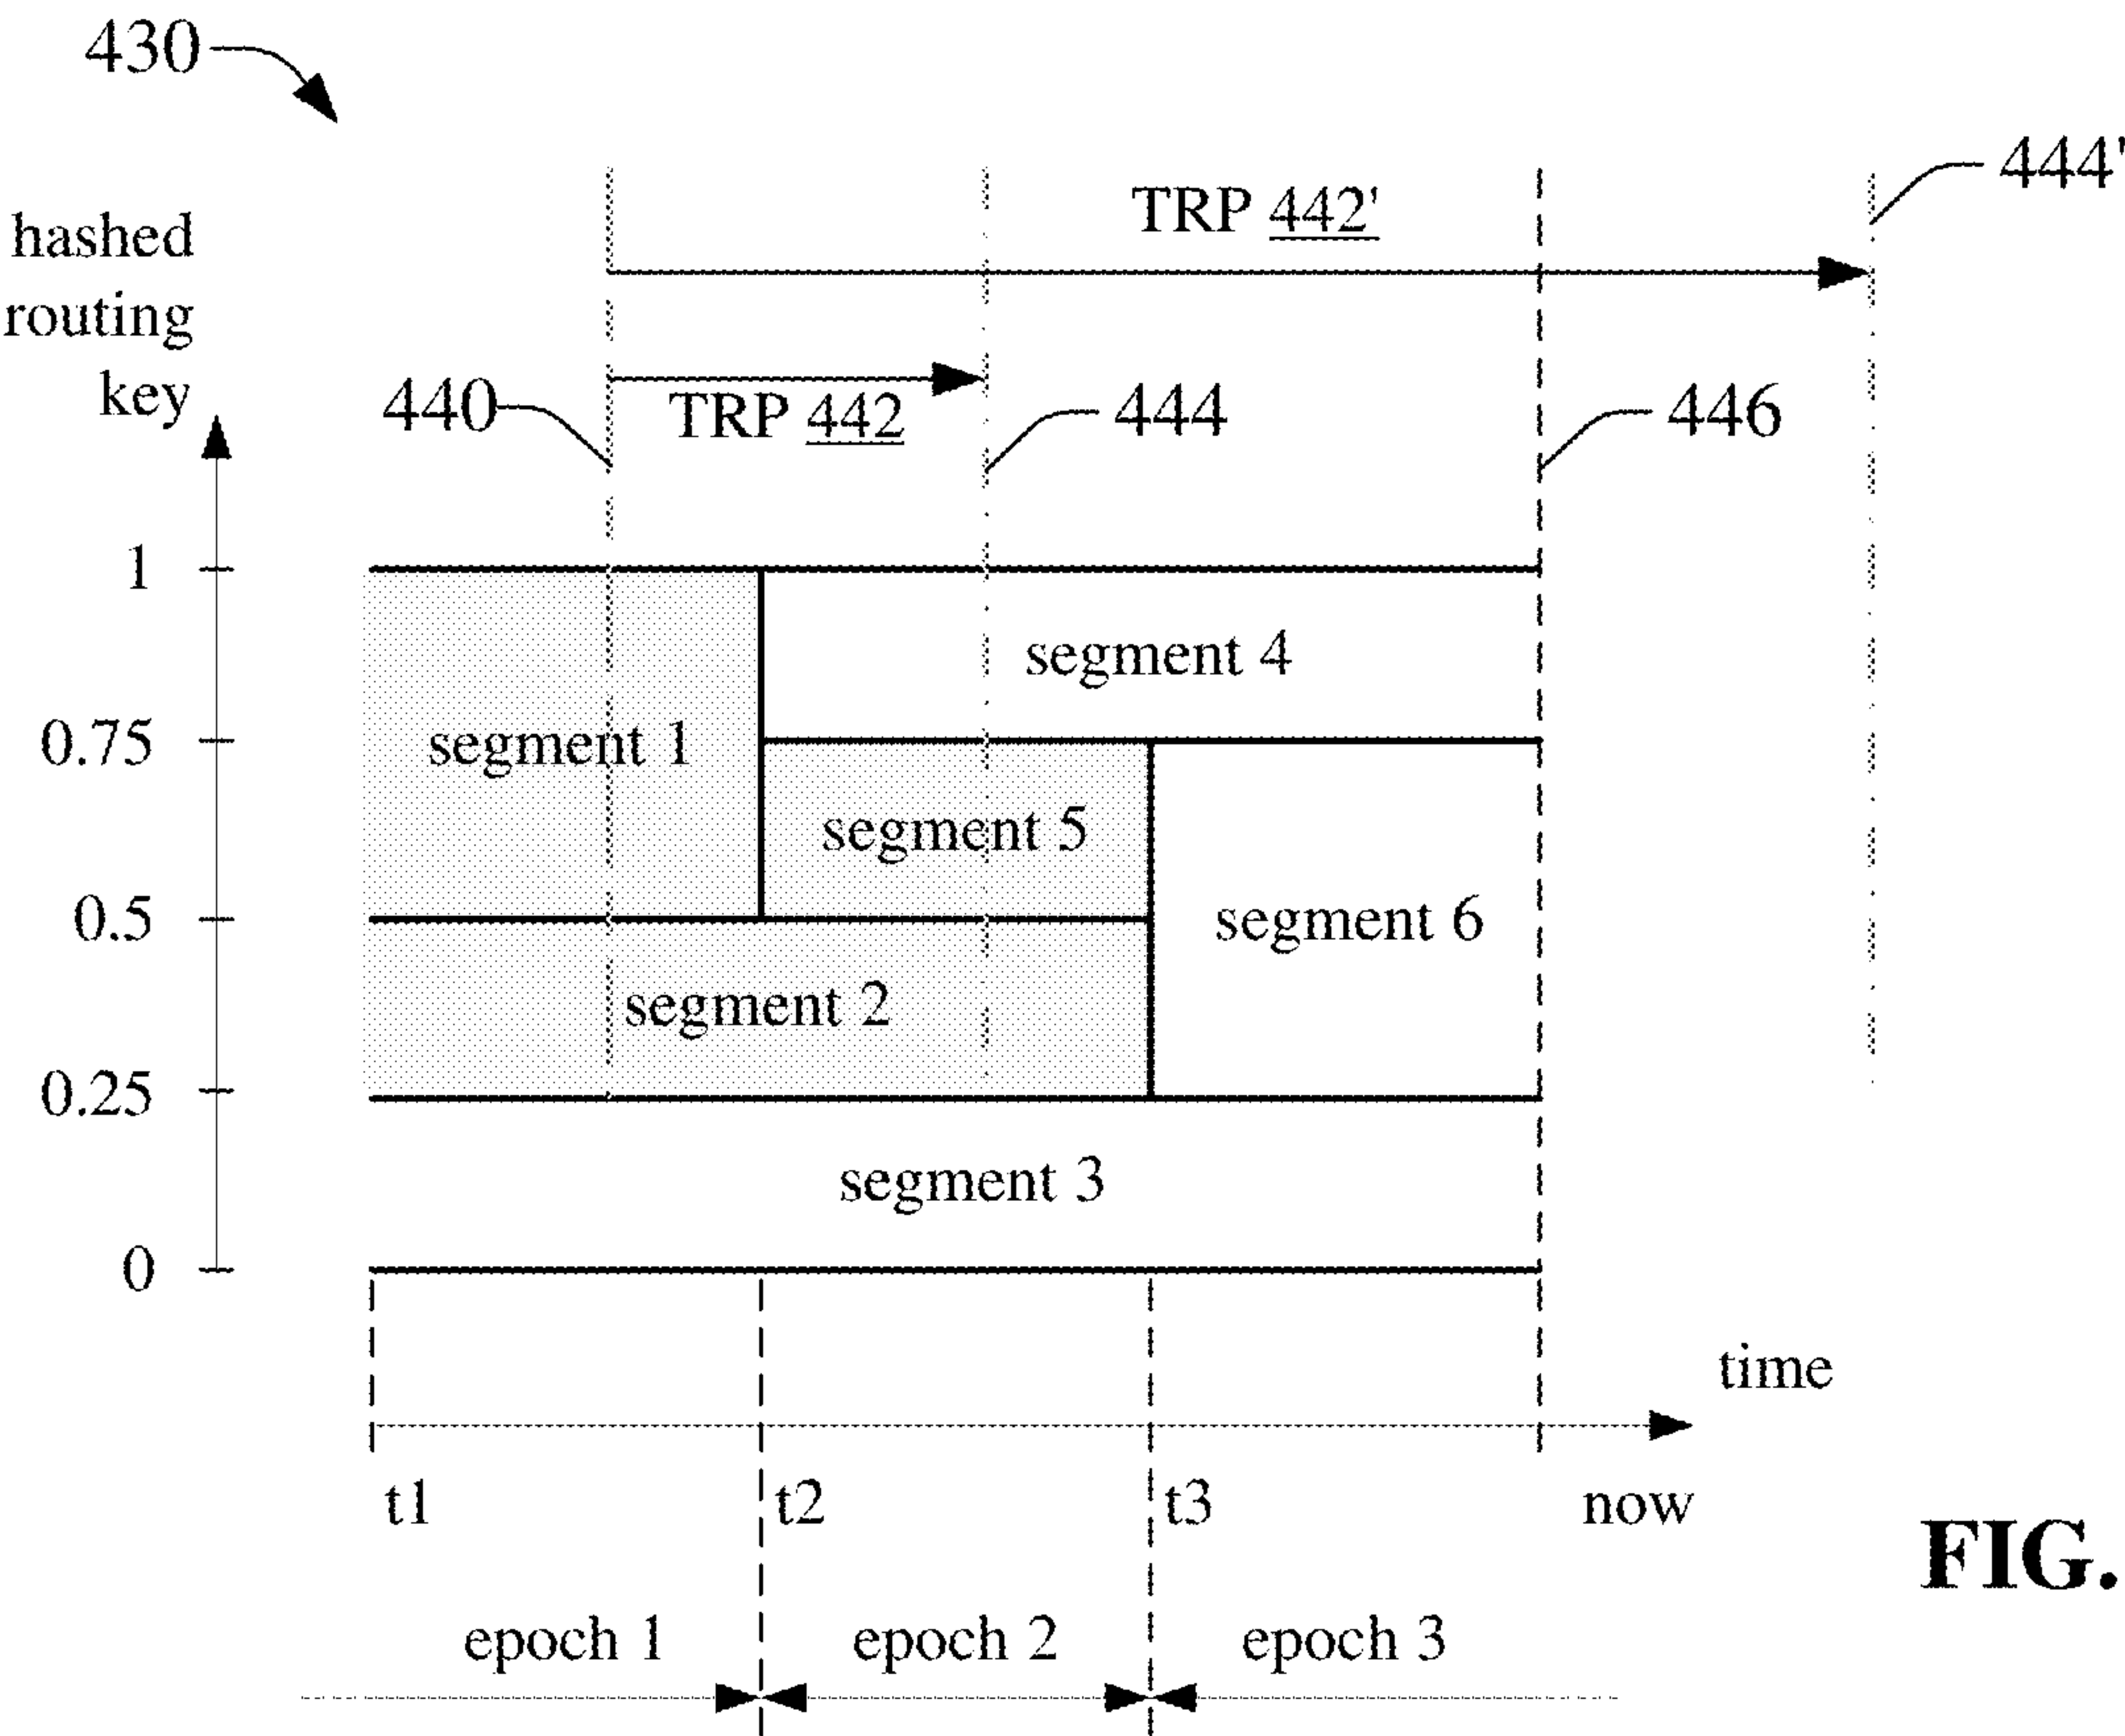 430
444'
TRP 442'
hashed
routing
key
440
TRP 442
444
446
1
segment 4
0.75
segment 1
segment 5
0.5
segment 6
segment 2
0.25
segment 3
0
time
t1
t2
t3
now
FIG.
epoch 1
epoch 2
epoch 3